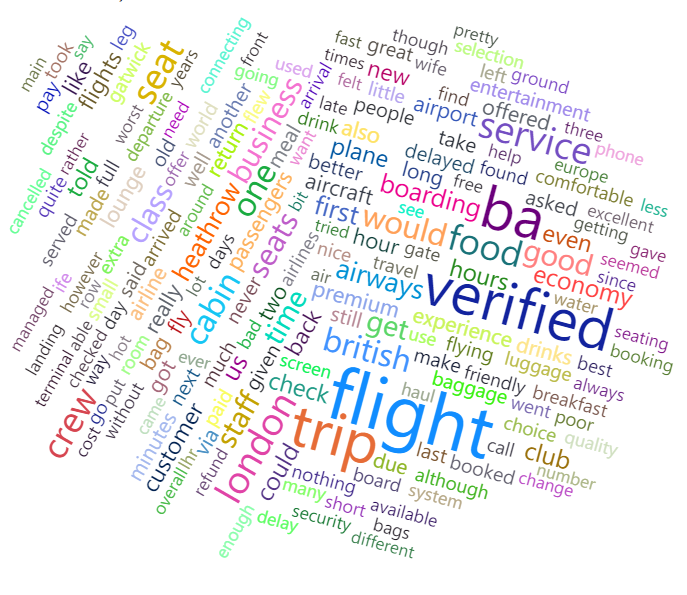 pretty
fast
great
though
selection
times
wife
left
ground
used
felt
little
new
entertainment
find
offered
three
phone
late
people
airport
service
drink
also
plane
take
help
europe
delayed
found
comfortable
less
better
long
free
aircraft
boarding
ba
asked
excellent
getting
first
see
would
even
gave
tried
food
good
seemed
hour
gate
since
nice
travel
airways
hours
economy
air
water
premium
verified
seating
still
get
experience
drinks
booking
use
british
flying
luggage
best
make
friendly
always
screen
check
baggage
breakfast
haul
flight
went
poor
choice
quality
trip
last
call
club
number
due
booked
change
nothing
board
although
system
many
short
available
security
bags
delay
different
main
took
say
leg
pay
like
flights
gatwick
seat
years
connecting
front
going
despite
worst
departure
need
world
another
flew
arrival
cancelled
quite
rather
told
full
old
offer
well
return
business
meal
want
made
lounge
class
around
one
passengers
bit
served
extra
arrived
heathrow
seats
airlines
however
said
days
managed
life
row
small
airline
really
lot
cabin
never
two
time
landing
able
day
fly
bad
back
terminal
checked
hot
room
bag
ever
much
us
given
way
put
got
next
crew
cost
go
without
came
minutes
customer
via
paid
staff
london
could
overall
lhr
refund
enough